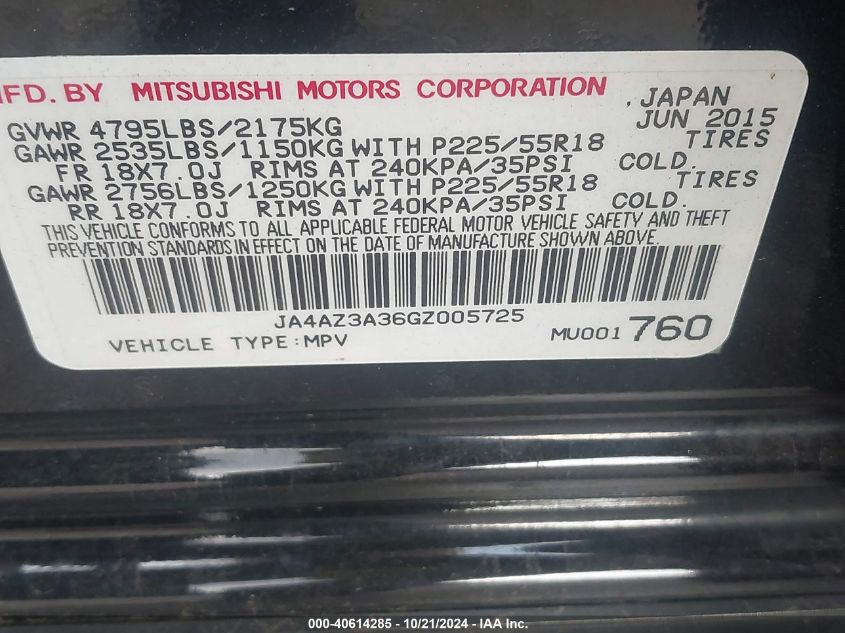 MFD. BY MITSUBISHI MOTORS CORPORATION , JAPAN
GVWR 4795LBS/2175KG JUN 2015
GAWR 2535LBS/1150KG WITH P225/55R18 TIRES
FR 18X7.0J RIMS AT 240KPA/35PSI COLD.
GAWR 2756LBS/1250KG WITH P225/55R18 TIRES
RR 18X7.0J RIMS AT 240KPA/35PSI COLD.
THIS VEHICLE CONFORMS TO ALL APPLICABLE FEDERAL MOTOR VEHICLE SAFETY AND THEFT
PREVENTION STANDARDS IN EFFECT ON THE DATE OF MANUFACTURE SHOWN ABOVE.
JA4AZ3A36GZ005725
VEHICLE TYPE:MPV MU001760
000-40614285 - 10/21/2024 - IAA Inc.